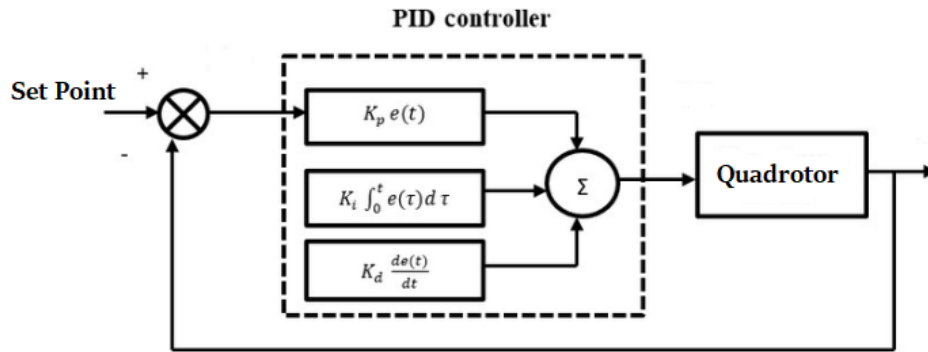 PID controller
Set Point
+
-
K_p e(t)
K_i ∫_0^t e(τ)d τ
K_d de(t)/dt
Σ
Quadrotor